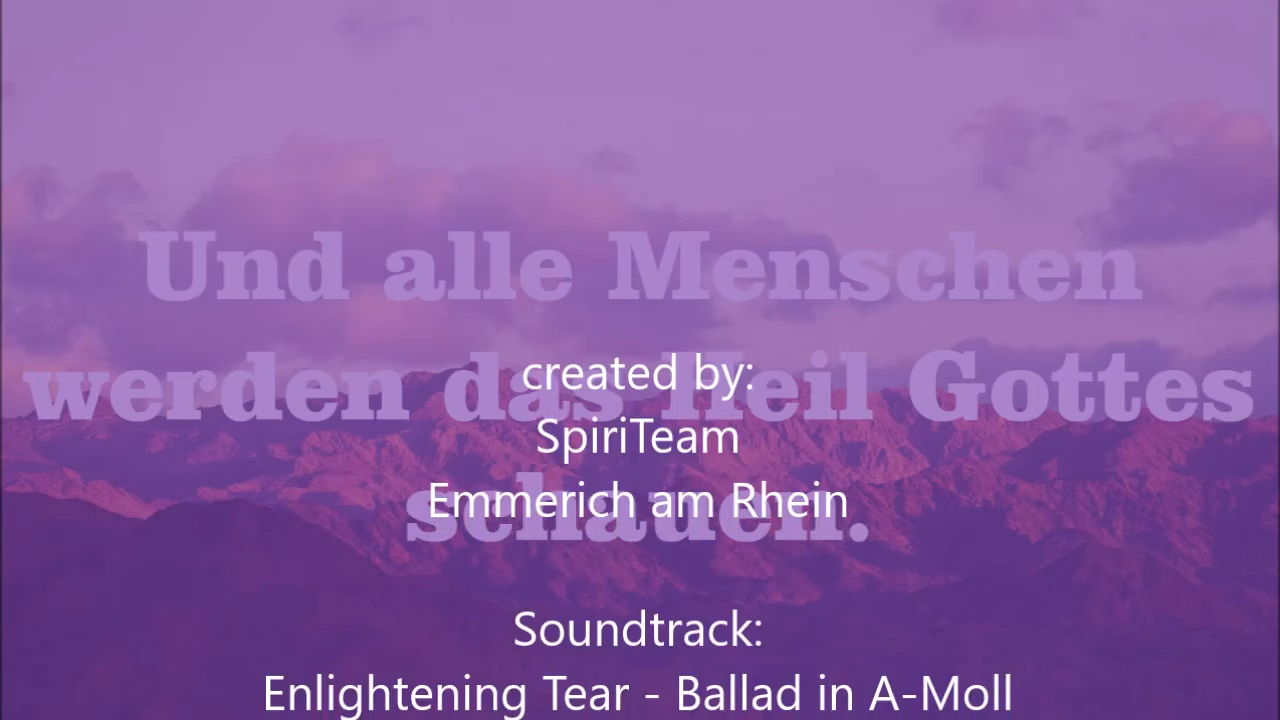 Und alle Menschen
werden das Heil Gottes
schauen.
created by:
SpiriTeam
Emmerich am Rhein
Soundtrack:
Enlightening Tear - Ballad in A-Moll